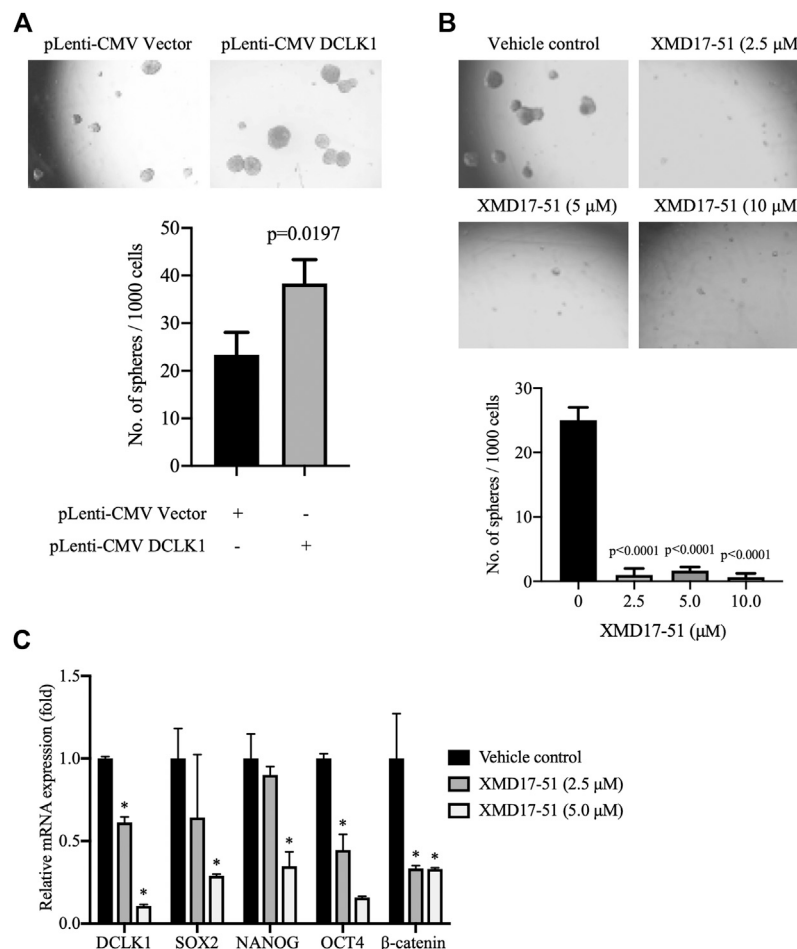 A
pLenti-CMV Vector
pLenti-CMV DCLK1
50
40
30
20
10
0
No. of spheres / 1000 cells
p=0.0197
pLenti-CMV Vector + -
pLenti-CMV DCLK1 - +
B
Vehicle control
XMD17-51 (2.5 μM
XMD17-51 (5 μM)
XMD17-51 (10 μM
30
20
10
0
No. of spheres / 1000 cells
p<0.0001 p<0.0001 p<0.0001
0 2.5 5.0 10.0
XMD17-51 (μM)
C
1.5
1.0
0.5
0.0
Relative mRNA expression (fold)
* * * * * * * *
DCLK1 SOX2 NANOG OCT4 ß-catenin
Vehicle control
XMD17-51 (2.5 μM)
XMD17-51 (5.0 μM)